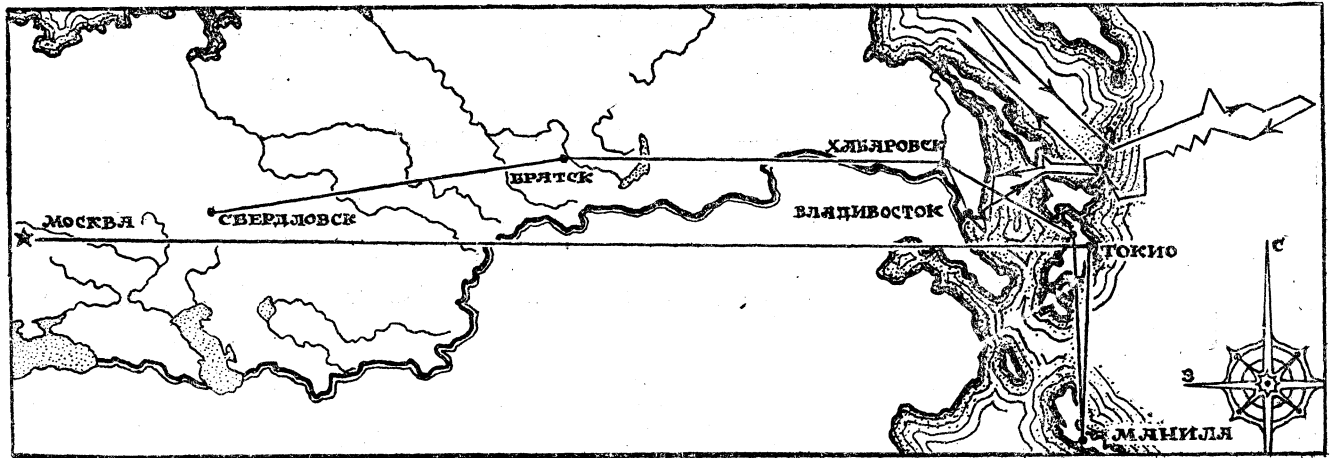 ХАБАРОВСК
БРАТСК
МОСКВА
СВЕРДЛОВСК
ВЛАДИВОСТОК
ТОКИО
С
З
МАНИЛА